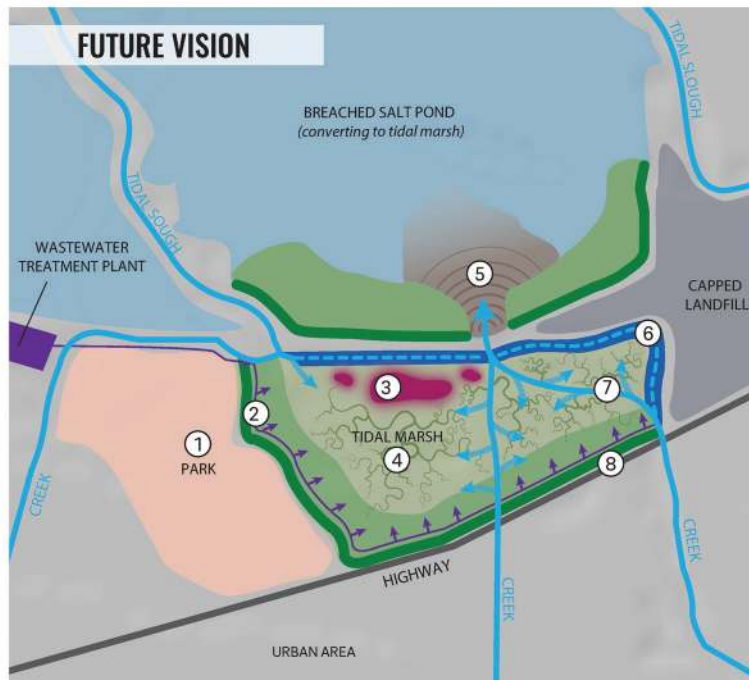 FUTURE VISION
TIDAL SLOUGH
BREACHED SALT POND
(converting to tidal marsh)
TIDAL SOUGH
WASTEWATER
TREATMENT PLANT
5
CAPPED
LANDFILL
6
3
7
2
1
PARK
TIDAL MARSH
4
8
CREEK
HIGHWAY
CREEK
CREEK
URBAN AREA